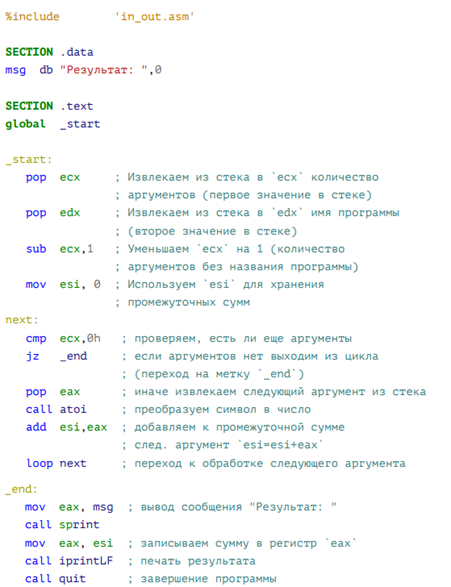 %include        'in_out.asm'
SECTION .data
msg  db "Результат: ",0
SECTION .text
global  _start
_start:
   pop  ecx     ; Извлекаем из стека в `ecx` количество
                ; аргументов (первое значение в стеке)
   pop  edx     ; Извлекаем из стека в `edx` имя программы
                ; (второе значение в стеке)
   sub  ecx,1   ; Уменьшаем `ecx` на 1 (количество
                ; аргументов без названия программы)
   mov  esi, 0  ; Используем `esi` для хранения
                ; промежуточных сумм
next:
   cmp  ecx,0h   ; проверяем, есть ли еще аргументы
   jz   _end     ; если аргументов нет выходим из цикла
                 ; (переход на метку `_end`)
   pop  eax      ; иначе извлекаем следующий аргумент из стека
   call atoi     ; преобразуем символ в число
   add  esi,eax  ; добавляем к промежуточной сумме
                 ; след. аргумент `esi=esi+eax`
   loop next     ; переход к обработке следующего аргумента
_end:
   mov  eax, msg  ; вывод сообщения "Результат: "
   call sprint
   mov  eax, esi  ; записываем сумму в регистр `eax`
   call iprintLF  ; печать результата
   call quit      ; завершение программы